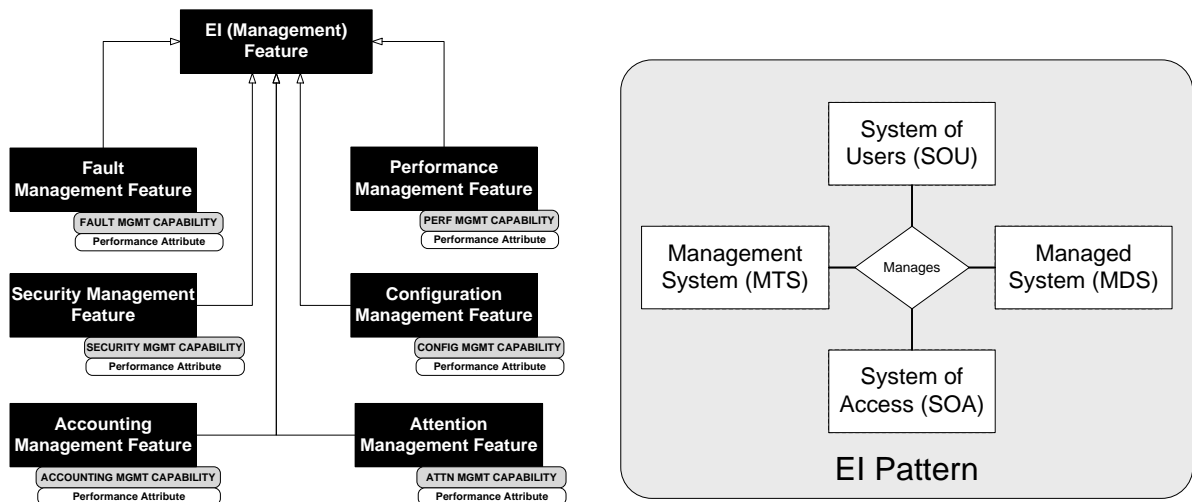 EI (Management)
Feature
Fault
Management Feature
FAULT MGMT CAPABILITY
Performance Attribute
Performance
Management Feature
PERF MGMT CAPABILITY
Performance Attribute
Security Management
Feature
SECURITY MGMT CAPABILITY
Performance Attribute
Configuration
Management Feature
CONFIG MGMT CAPABILITY
Performance Attribute
Accounting
Management Feature
ACCOUNTING MGMT CAPABILITY
Performance Attribute
Attention
Management Feature
ATTN MGMT CAPABILITY
Performance Attribute
System of
Users (SOU)
Management
System (MTS)
Manages
Managed
System (MDS)
System of
Access (SOA)
EI Pattern